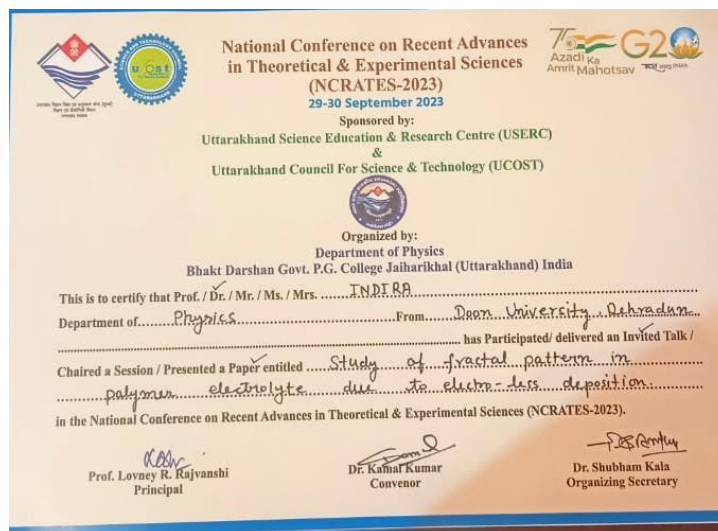 National Conference on Recent Advances
in Theoretical & Experimental Sciences
(NCRATES-2023)
29-30 September 2023
75
Azadi Ka
Amrit Mahotsav
G20
ucost
Sponsored by:
Uttarakhand Science Education & Research Centre (USERC)
&
Uttarakhand Council For Science & Technology (UCOST)
Organized by:
Department of Physics
Bhakt Darshan Govt. P.G. College Jaiharikhal (Uttarakhand) India
This is to certify that Prof. / Dr. / Mr. / Ms. / Mrs. INDIRA
Department of Physics From Doon University, Dehradun
has Participated/ delivered an Invited Talk /
Chaired a Session / Presented a Paper entitled Study of fractal pattern in
polymer electrolyte due to electro-less deposition.
in the National Conference on Recent Advances in Theoretical & Experimental Sciences (NCRATES-2023).
Prof. Lovney R. Rajvanshi
Principal
Dr. Kamal Kumar
Convenor
Dr. Shubham Kala
Organizing Secretary